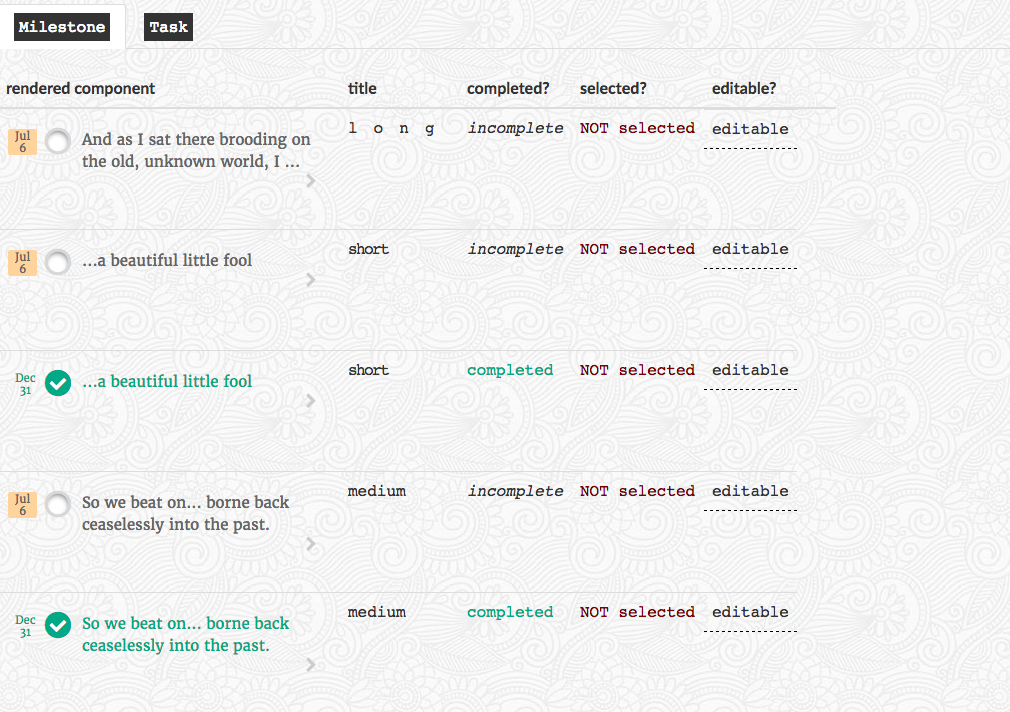 Milestone Task
rendered component title completed? selected? editable?
Jul
6
And as I sat there brooding on
the old, unknown world, I ...
l o n g incomplete NOT selected editable
Jul
6
...a beautiful little fool
short incomplete NOT selected editable
Dec
31
...a beautiful little fool
short completed NOT selected editable
Jul
6
So we beat on... borne back
ceaselessly into the past.
medium incomplete NOT selected editable
Dec
31
So we beat on... borne back
ceaselessly into the past.
medium completed NOT selected editable